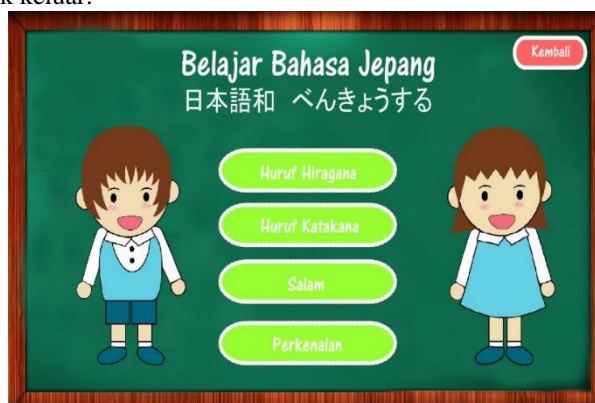 k keluar.
Kembali
Belajar Bahasa Jepang
日本語和　べんきょうする
Huruf Hiragana
Huruf Katakana
Salam
Perkenalan